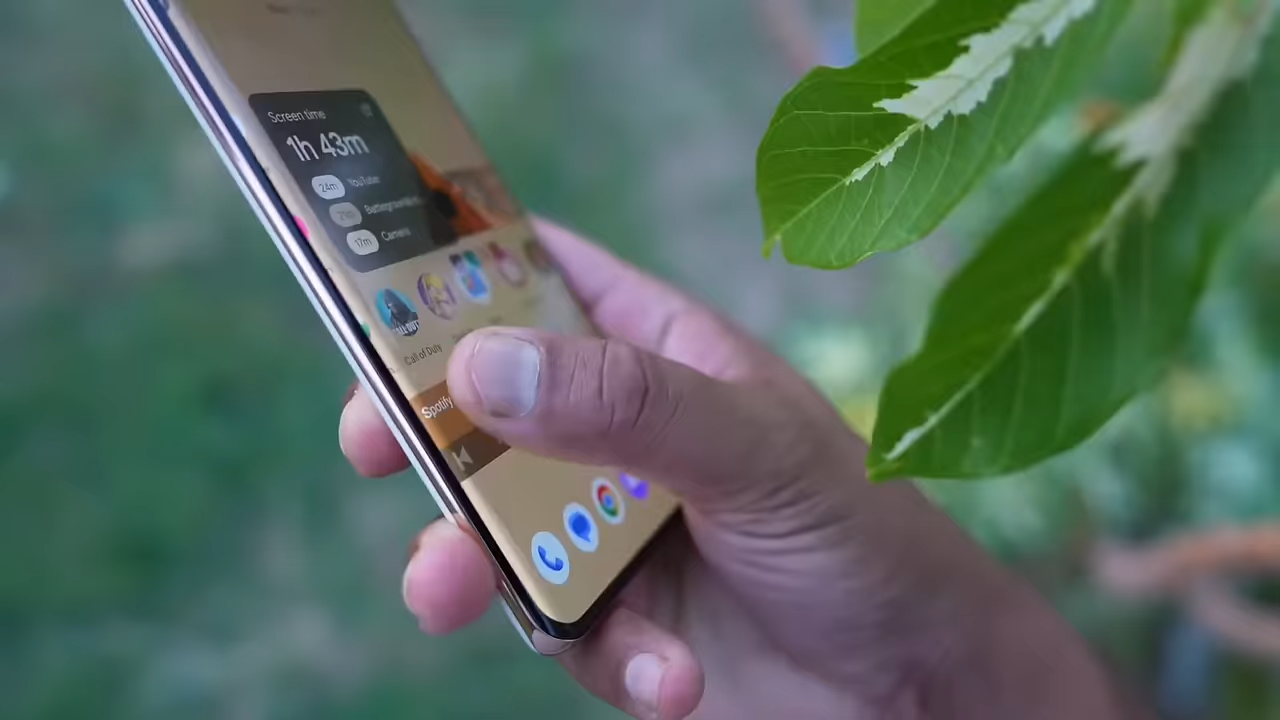 Screen time
1h 43m
24m YouTube
17m Camera
Call of Duty
Spotify